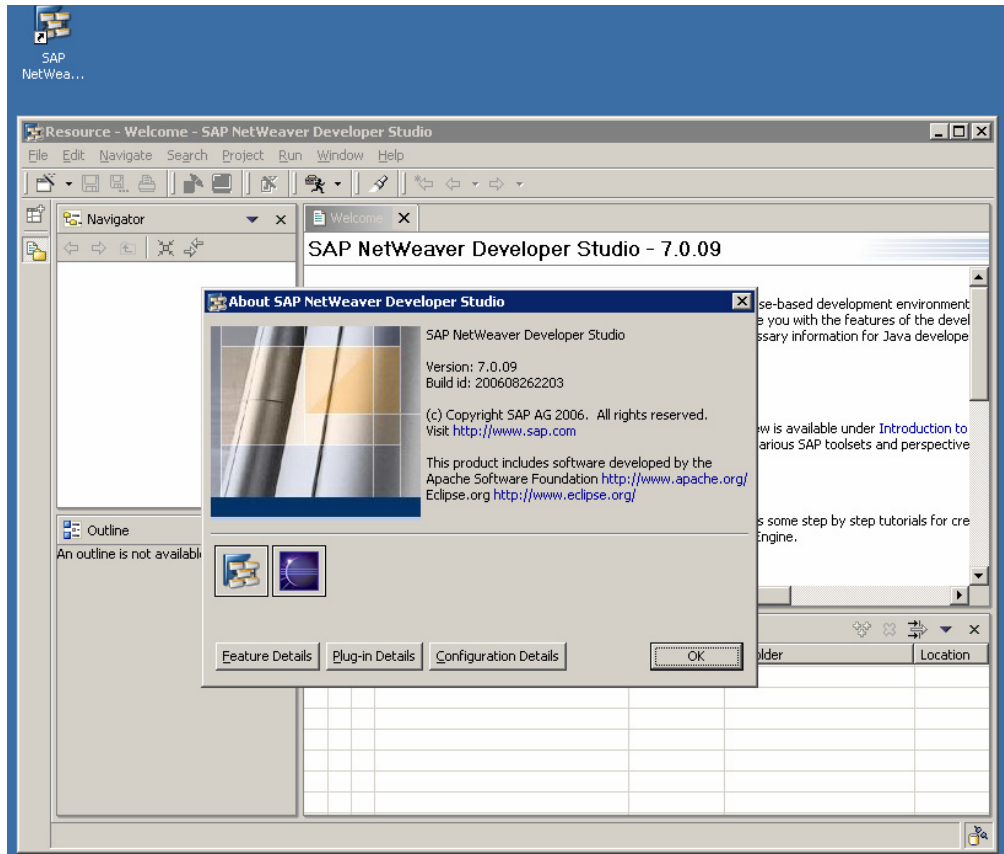 SAP
NetWea...
Resource - Welcome - SAP NetWeaver Developer Studio
File Edit Navigate Search Project Run Window Help
Navigator
Welcome
SAP NetWeaver Developer Studio - 7.0.09
About SAP NetWeaver Developer Studio
SAP NetWeaver Developer Studio
Version: 7.0.09
Build id: 200608262203
(c) Copyright SAP AG 2006. All rights reserved.
Visit http://www.sap.com
This product includes software developed by the
Apache Software Foundation http://www.apache.org/
Eclipse.org http://www.eclipse.org/
Feature Details Plug-in Details Configuration Details OK
se-based development environment
e you with the features of the devel
ssary information for Java develope
ew is available under Introduction to
arious SAP toolsets and perspective
s some step by step tutorials for cre
Engine.
Outline
An outline is not availabl
older Location